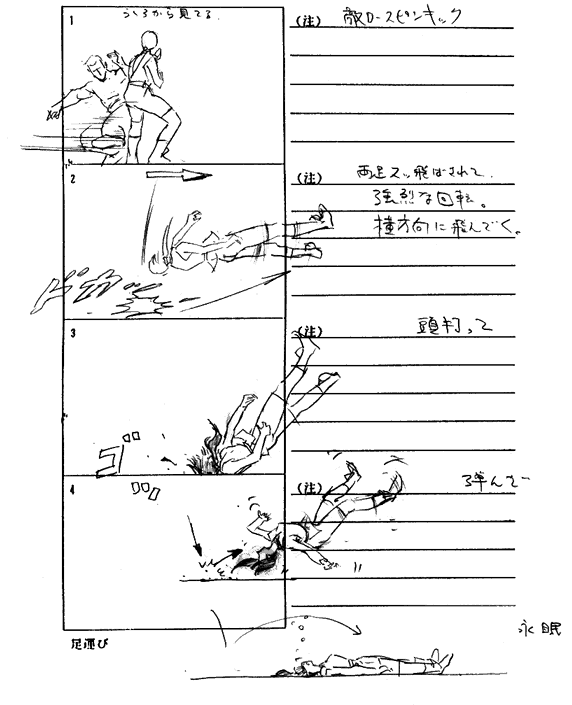 うしろから見てる
1
(注) 敵ロースピンキック
2
(注) 両足スッ飛ばされて、
強烈な回転。
横方向に飛んでく。
ドガッ
3
(注) 頭打って
ゴッ
4
(注) 弾んで
足運び
永眠